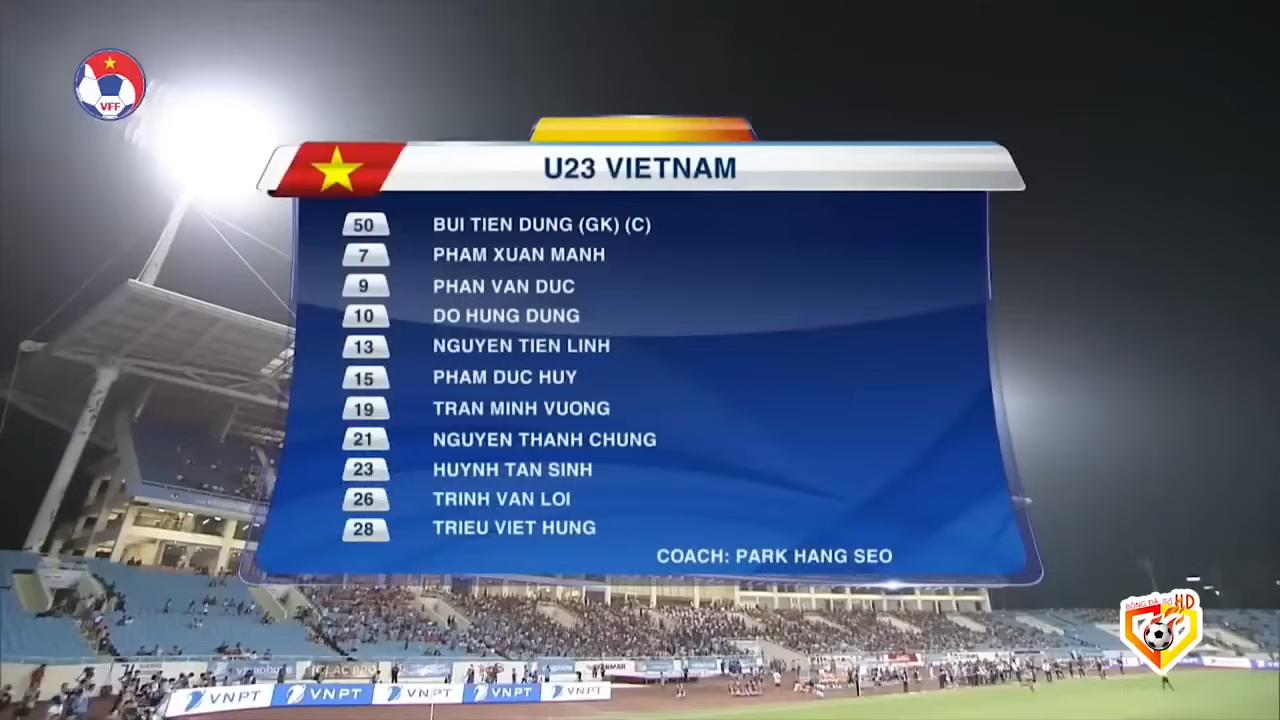 VFF
U23 VIETNAM
50 BUI TIEN DUNG (GK) (C)
7 PHAM XUAN MANH
9 PHAN VAN DUC
10 DO HUNG DUNG
13 NGUYEN TIEN LINH
15 PHAM DUC HUY
19 TRAN MINH VUONG
21 NGUYEN THANH CHUNG
23 HUYNH TAN SINH
26 TRINH VAN LOI
28 TRIEU VIET HUNG
COACH: PARK HANG SEO
BÓNG ĐÁ SỐ HD
VNPT VNPT VNPT VNPT VNPT